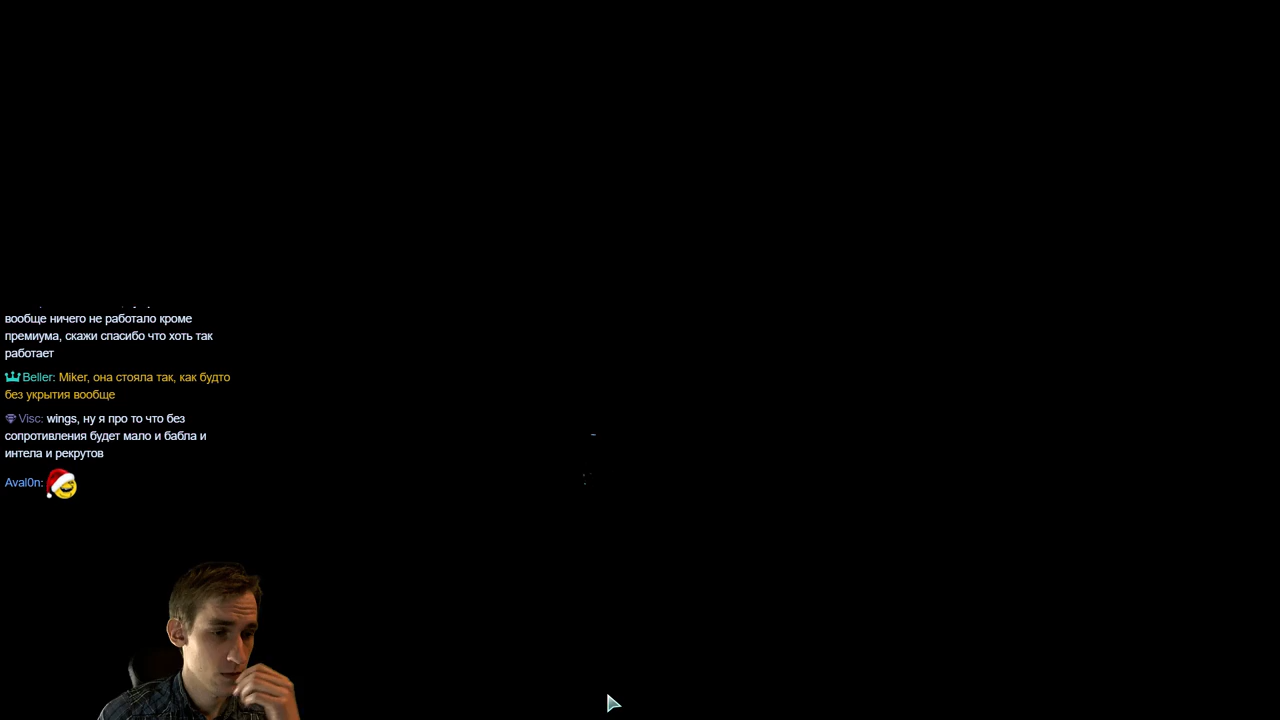 вообще ничего не работало кроме
премиума, скажи спасибо что хоть так
работает
Beller: Miker, она стояла так, как будто
без укрытия вообще
Visc: wings, ну я про то что без
сопротивления будет мало и бабла и
интела и рекрутов
Aval0n: